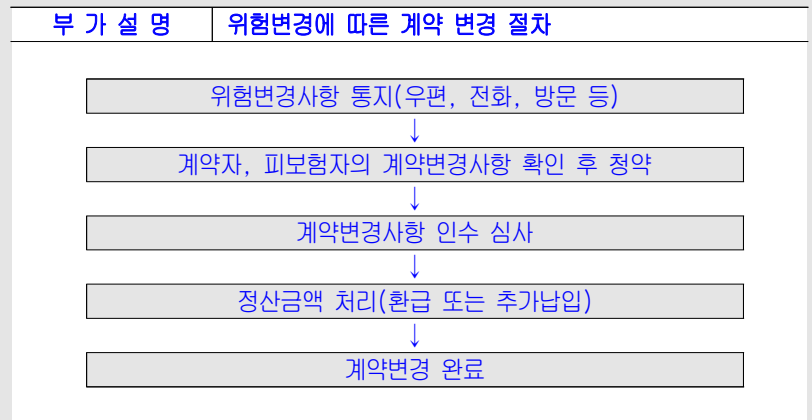 부 가 설 명 위험변경에 따른 계약 변경 절차
위험변경사항 통지(우편, 전화, 방문 등)
↓
계약자, 피보험자의 계약변경사항 확인 후 청약
↓
계약변경사항 인수 심사
↓
정산금액 처리(환급 또는 추가납입)
↓
계약변경 완료